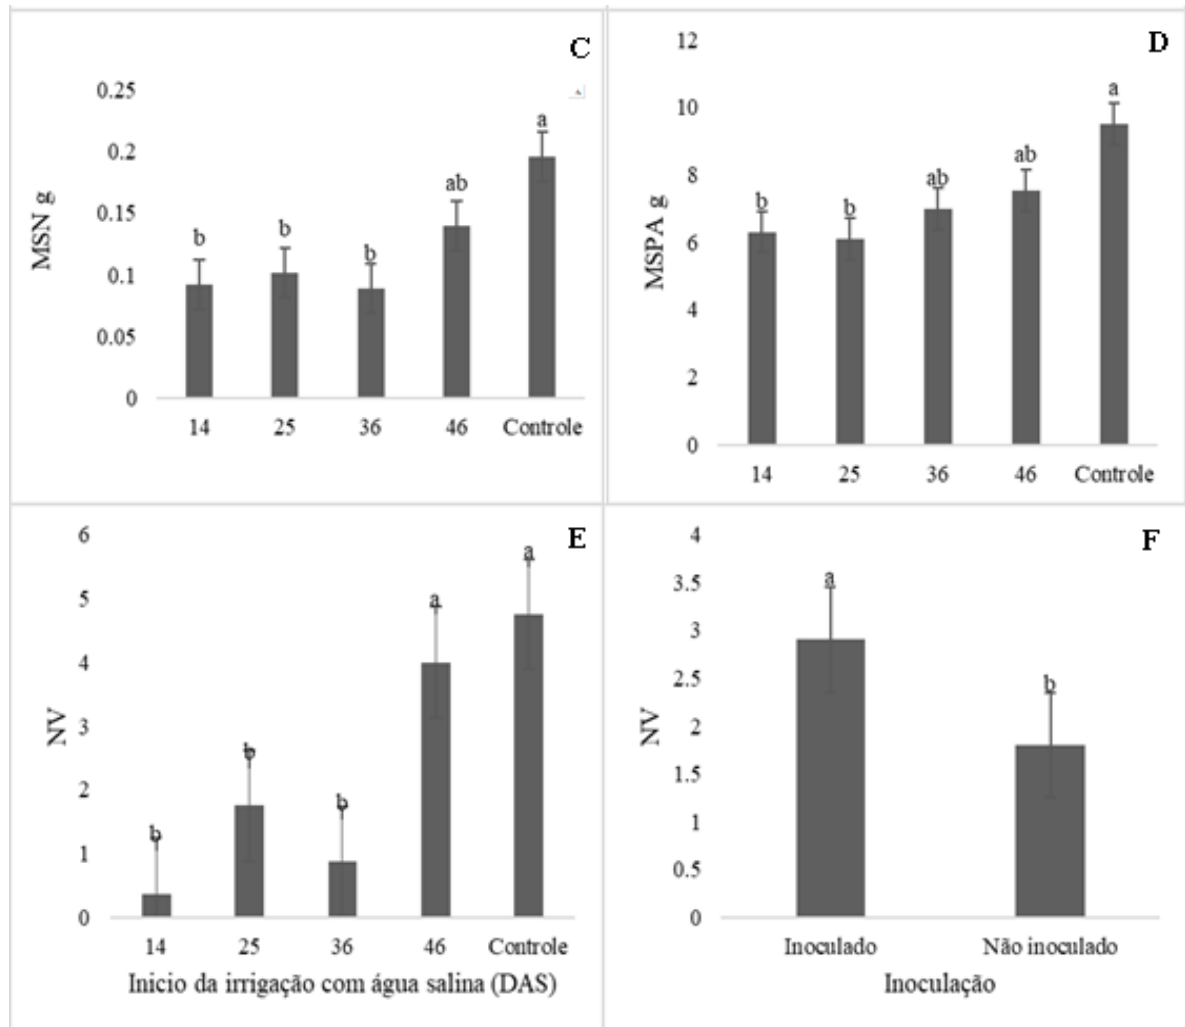 C
0.25
0.2
0.15
0.1
0.05
0
MSN g
b
b
b
ab
a
14 25 36 46 Controle
D
12
10
8
6
4
2
0
MSPA g
b
b
ab
ab
a
14 25 36 46 Controle
E
6
5
4
3
2
1
0
NV
b
b
b
a
a
14 25 36 46 Controle
Inicio da irrigação com água salina (DAS)
F
4
3.5
3
2.5
2
1.5
1
0.5
0
NV
a
b
Inoculado Não inoculado
Inoculação